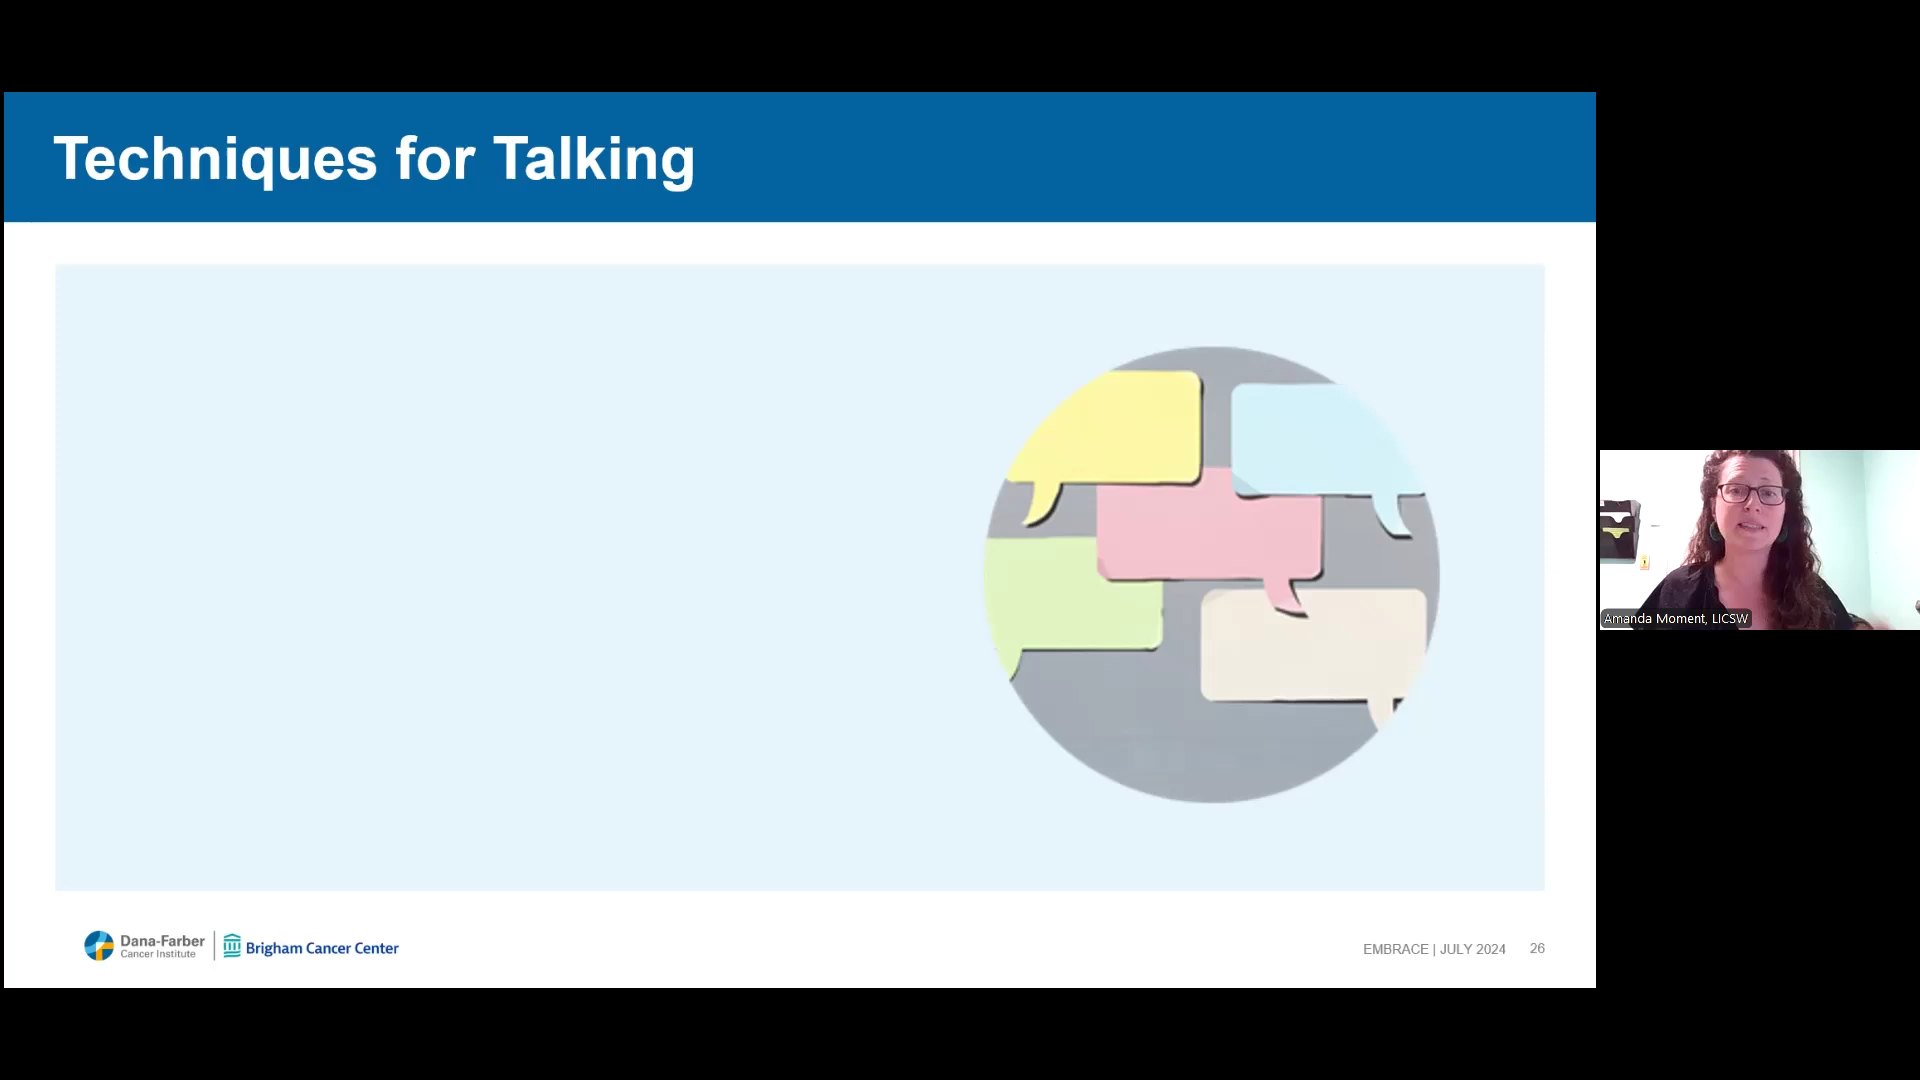 Techniques for Talking
Amanda Moment, LICSW
Dana-Farber
Cancer Institute
Brigham Cancer Center
EMBRACE | JULY 2024 26